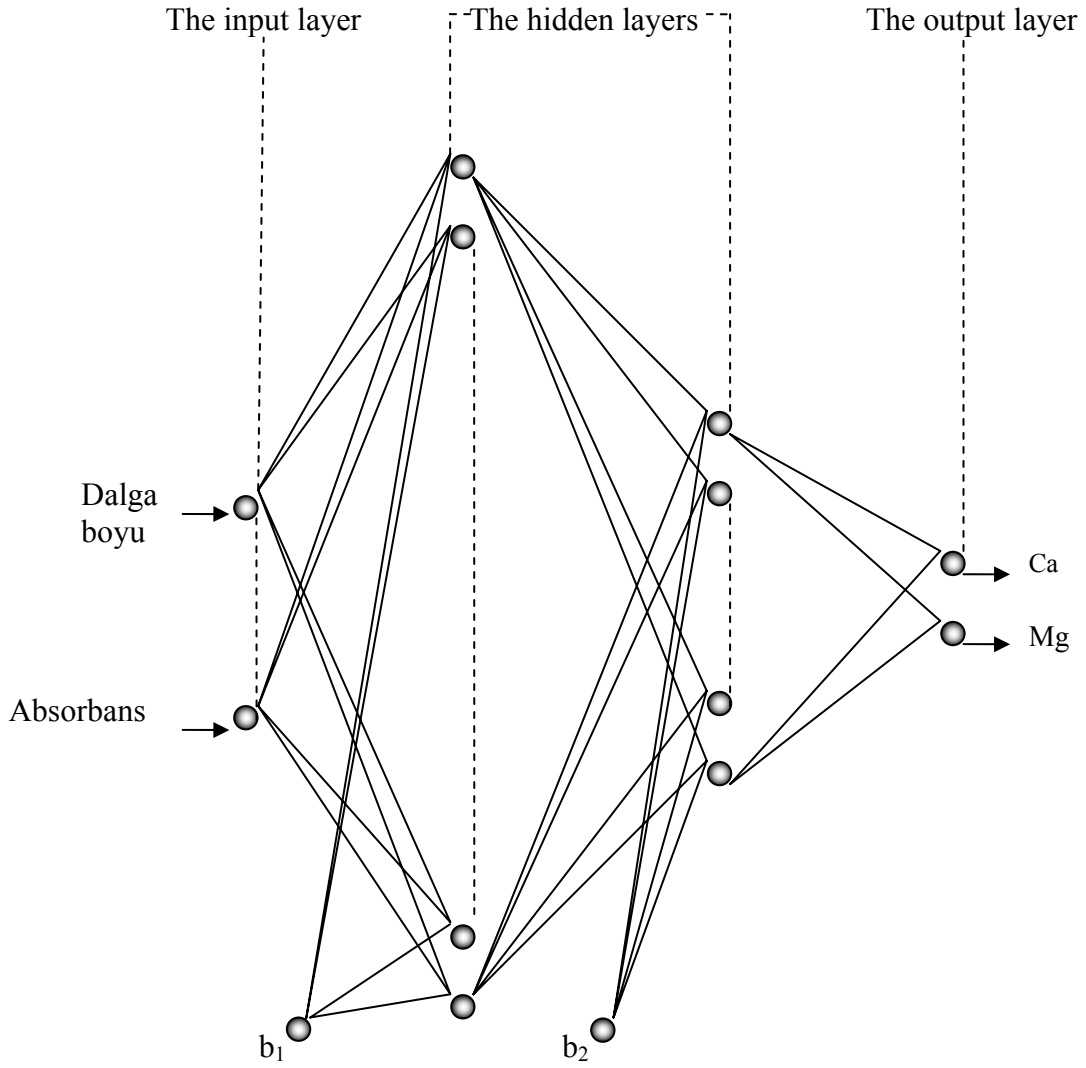 The input layer
The hidden layers
The output layer
Dalga
boyu
Absorbans
Ca
Mg
b₁
b₂